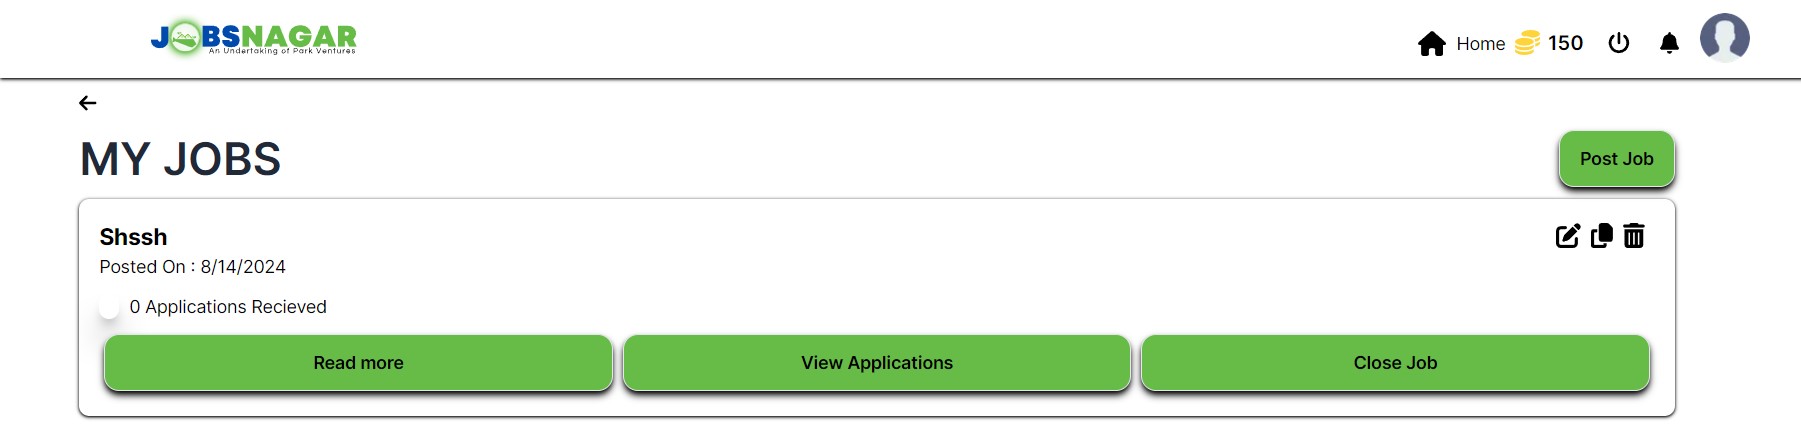 JOBSNAGAR
An Undertaking of Park Ventures
Home 150
MY JOBS
Post Job
Shssh
Posted On : 8/14/2024
0 Applications Recieved
Read more View Applications Close Job